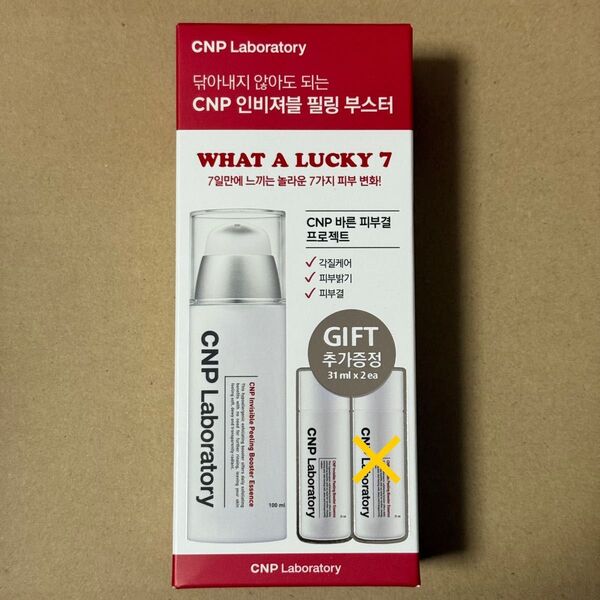 CNP Laboratory
닦아내지 않아도 되는
CNP 인비져블 필링 부스터
WHAT A LUCKY 7
7일만에 느끼는 놀라운 7가지 피부 변화!
CNP 바른 피부결
프로젝트
각질케어
피부밝기
피부결
GIFT
추가증정
31 ml x 2 ea
CNP Laboratory
CNP Invisible Peeling Booster Essence
100 ml
CNP Laboratory
CNP Laboratory
CNP Laboratory